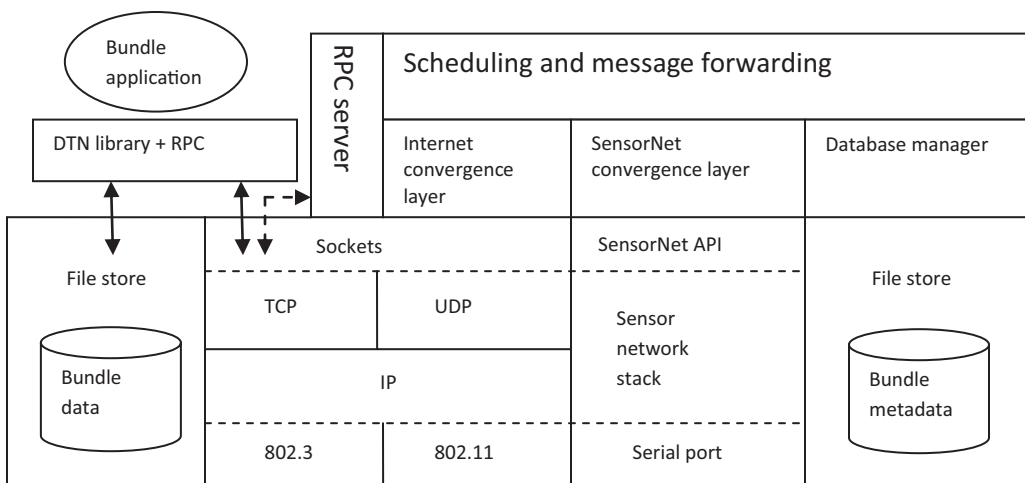 Bundle
application
RPC server
Scheduling and message forwarding
DTN library + RPC
Internet
convergence
layer
SensorNet
convergence layer
Database manager
Sockets
SensorNet API
File store
TCP
UDP
Sensor
network
stack
File store
Bundle
data
IP
Bundle
metadata
802.3
802.11
Serial port